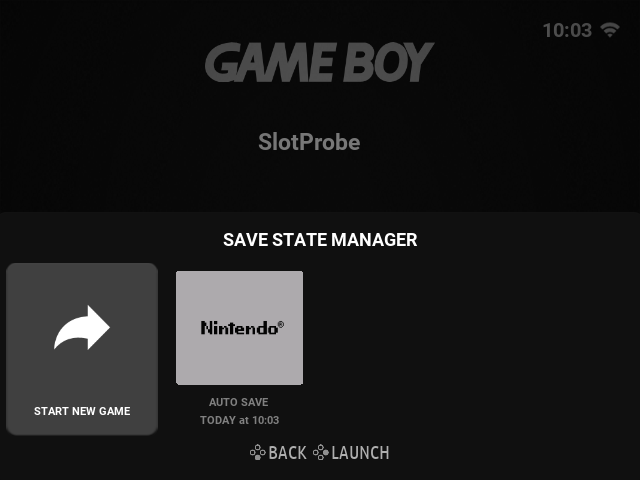 10:03
GAME BOY
SlotProbe
SAVE STATE MANAGER
Nintendo®
START NEW GAME
AUTO SAVE
TODAY at 10:03
BACK LAUNCH